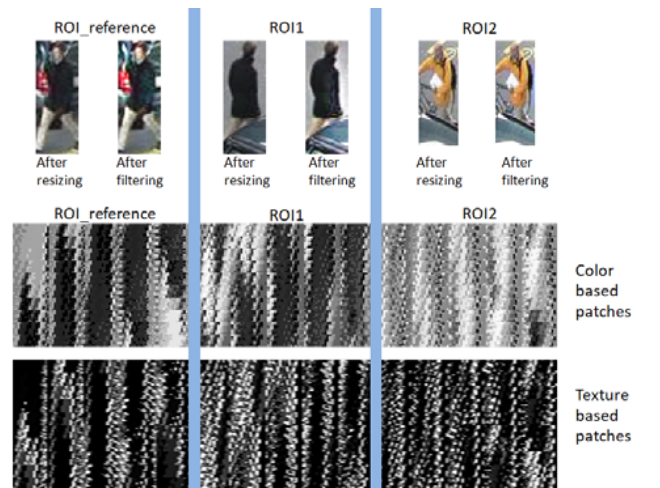 ROI_reference
ROI1
ROI2
After
resizing
After
filtering
After
resizing
After
filtering
After
resizing
After
filtering
ROI_reference
ROI1
ROI2
Color
based
patches
Texture
based
patches